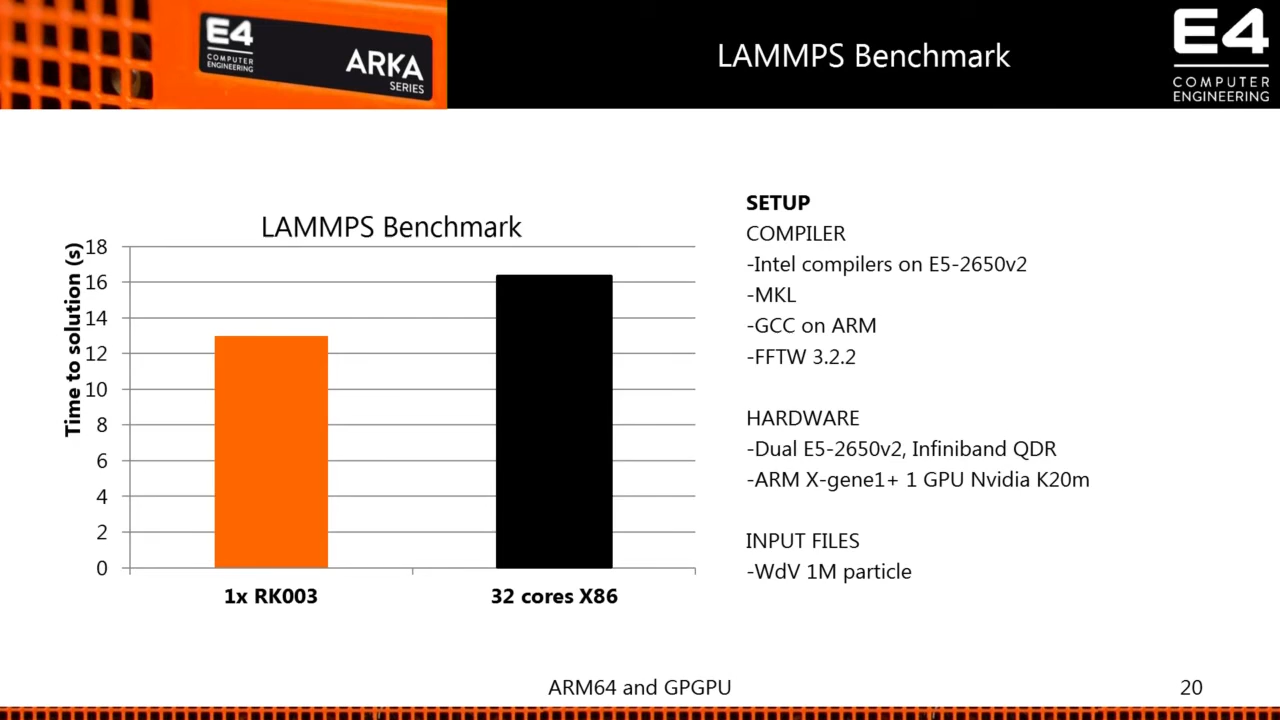 E4
COMPUTER
ENGINEERING
ARKA
SERIES
LAMMPS Benchmark
E4
COMPUTER
ENGINEERING
LAMMPS Benchmark
Time to solution (s)
18
16
14
12
10
8
6
4
2
0
1x RK003
32 cores X86
SETUP
COMPILER
-Intel compilers on E5-2650v2
-MKL
-GCC on ARM
-FFTW 3.2.2
HARDWARE
-Dual E5-2650v2, Infiniband QDR
-ARM X-gene1+ 1 GPU Nvidia K20m
INPUT FILES
-WdV 1M particle
ARM64 and GPGPU
20